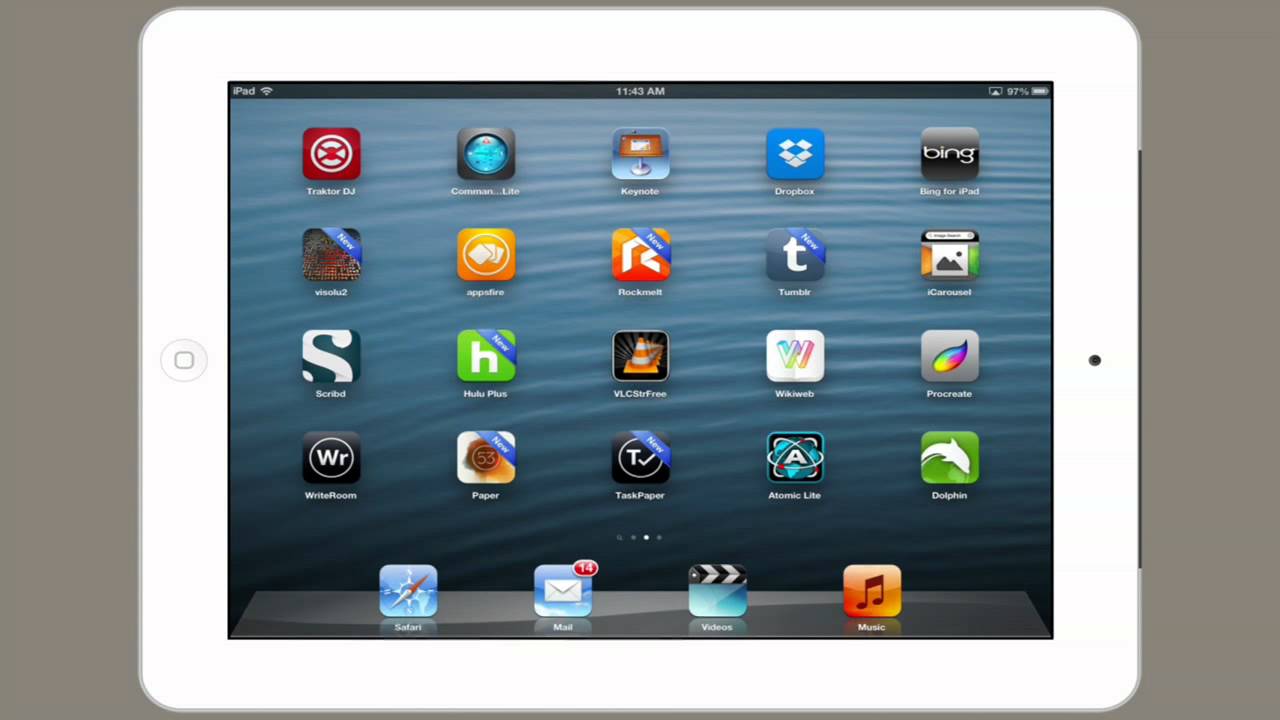 iPad 11:43 AM 97%
bing
Traktor DJ Comman...Lite Keynote Dropbox Bing for iPad
New New New Image Search
t
visolu2 appsfire Rockmelt Tumblr iCarousel
New
h W
Scribd Hulu Plus VLCStrFree Wikiweb Procreate
New New
Wr 53 T A
WriteRoom Paper TaskPaper Atomic Lite Dolphin
14
Safari Mail Videos Music